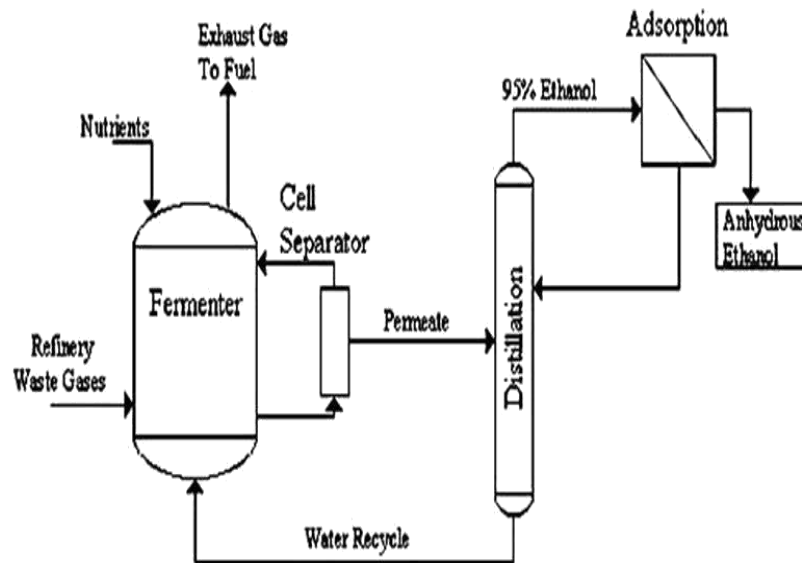 Exhaust Gas
To Fuel
Nutrients
Cell
Separator
Fermenter
Refinery
Waste Gases
Permeate
Water Recycle
Distillation
95% Ethanol
Adsorption
Anhydrous
Ethanol